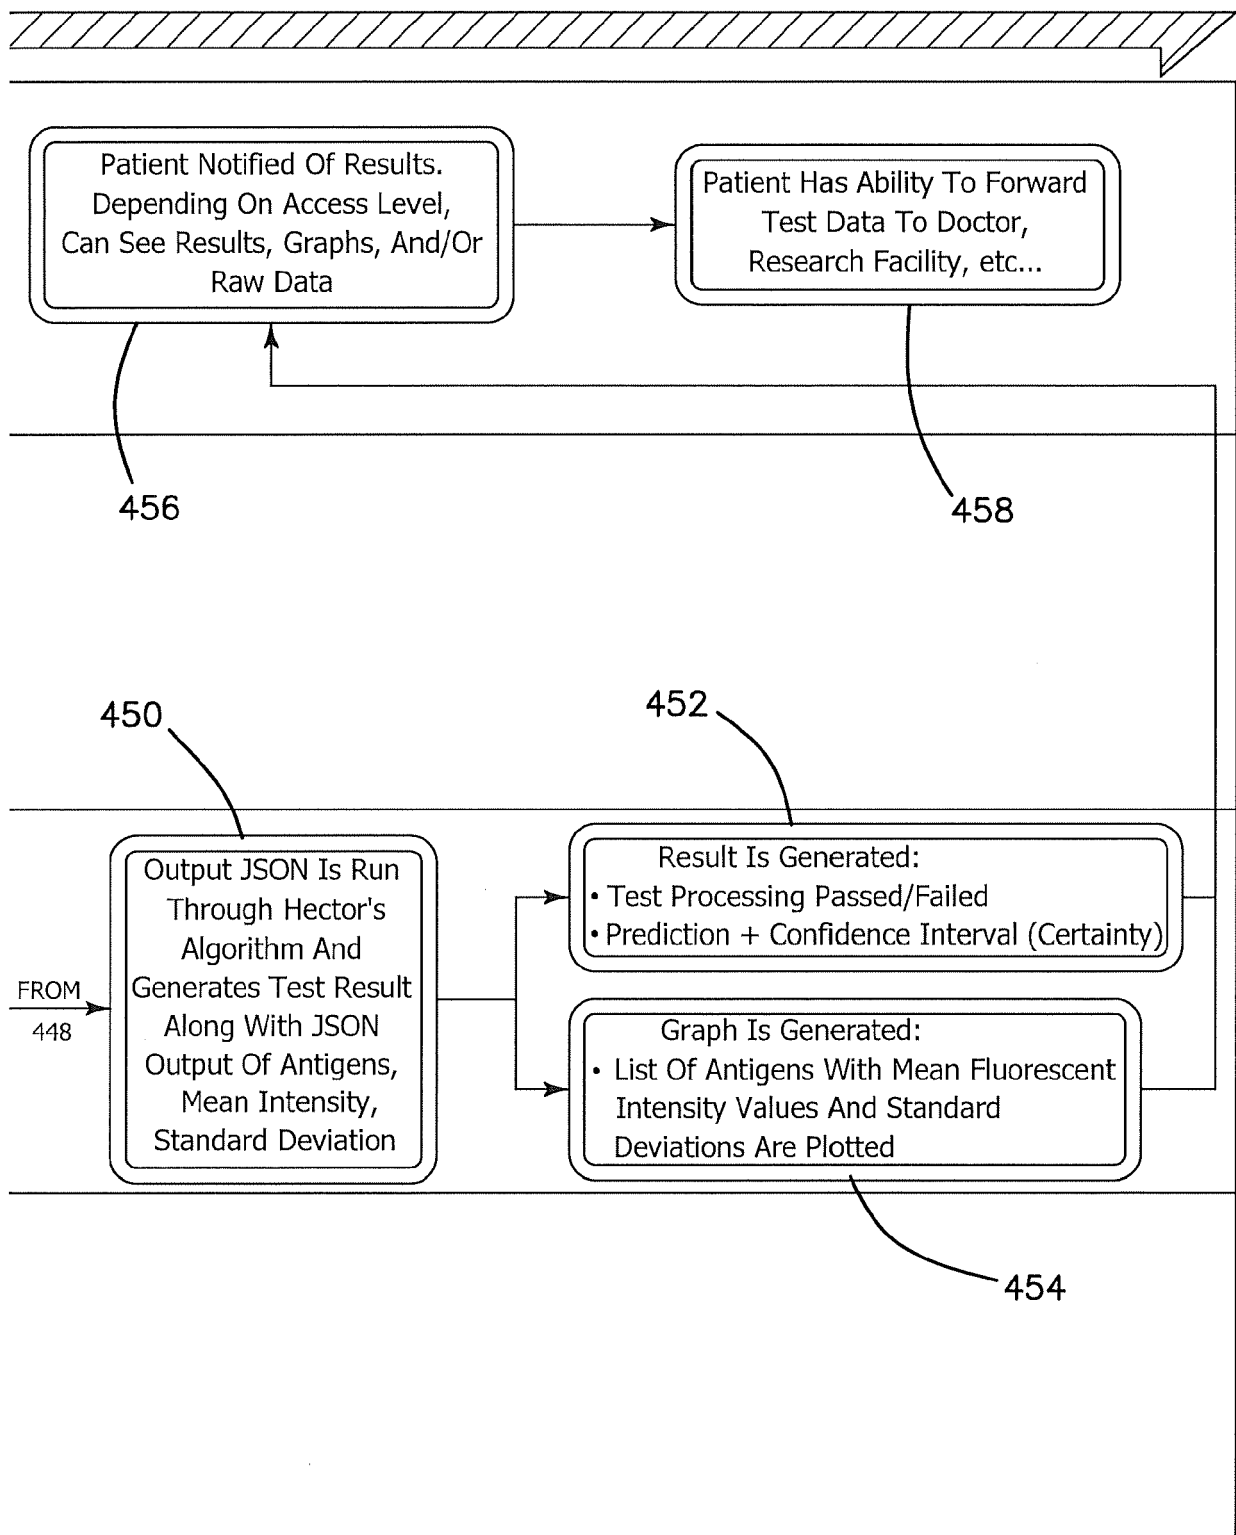 Patient Notified Of Results.
Depending On Access Level,
Can See Results, Graphs, And/Or
Raw Data
Patient Has Ability To Forward
Test Data To Doctor,
Research Facility, etc...
456
458
450
452
Output JSON Is Run
Through Hector's
Algorithm And
Generates Test Result
Along With JSON
Output Of Antigens,
Mean Intensity,
Standard Deviation
FROM
448
Result Is Generated:
• Test Processing Passed/Failed
• Prediction + Confidence Interval (Certainty)
Graph Is Generated:
• List Of Antigens With Mean Fluorescent
Intensity Values And Standard
Deviations Are Plotted
454